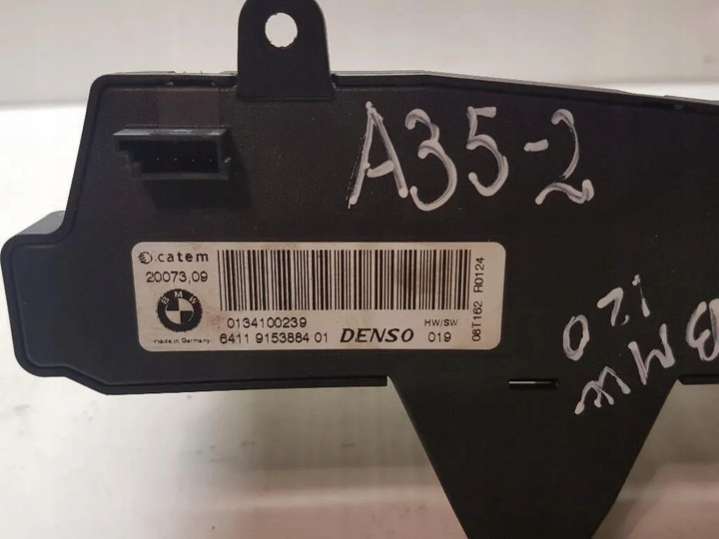 A35-2
catem
20073,09
BMW
made in Germany
0134100239
6411 9153884 01 DENSO
HW/SW
019
08T162 R0124
BMW
120